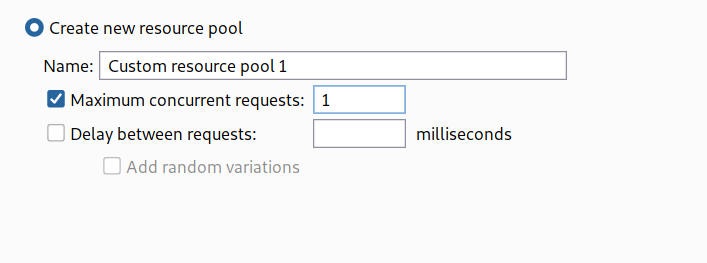 Create new resource pool
Name: Custom resource pool 1
Maximum concurrent requests: 1
Delay between requests: milliseconds
Add random variations